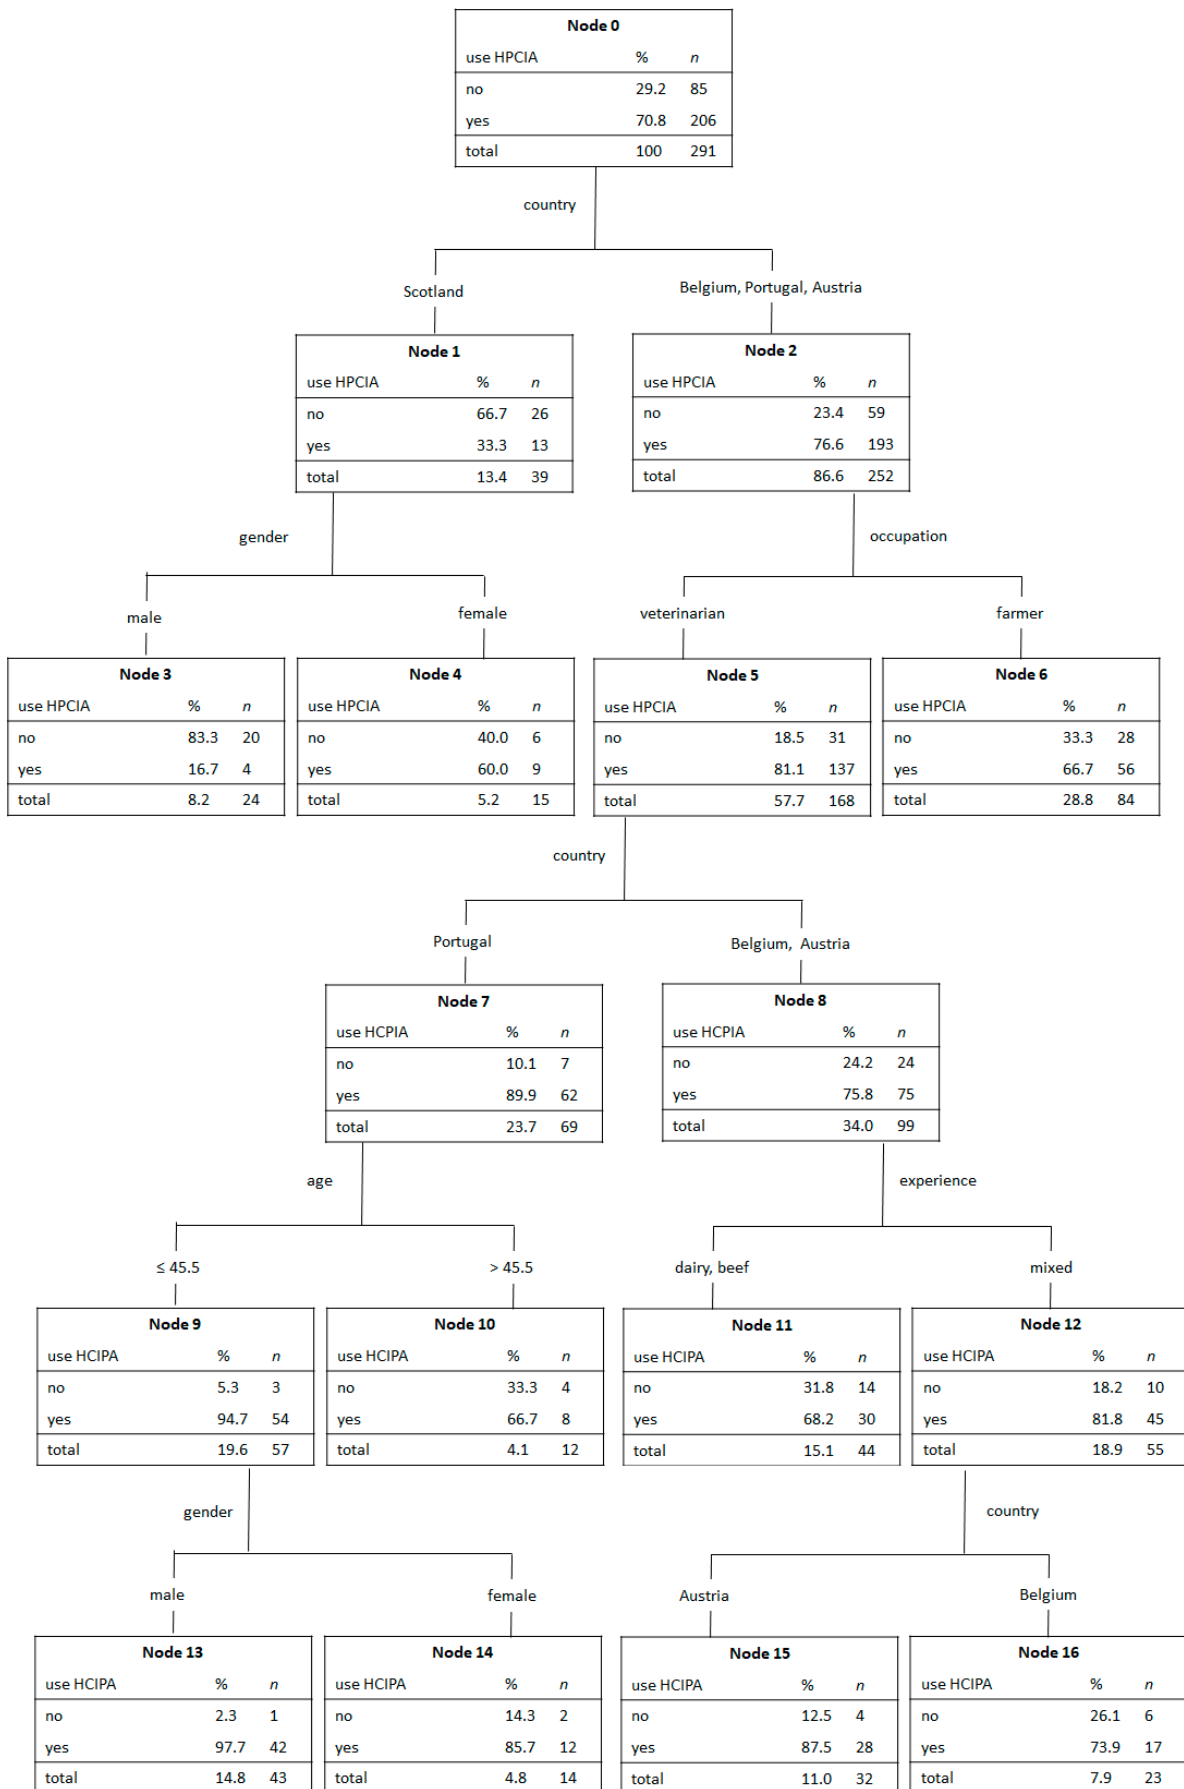 Node 0
use HPCIA % n
no 29.2 85
yes 70.8 206
total 100 291
country
Scotland
Belgium, Portugal, Austria
Node 1
use HPCIA % n
no 66.7 26
yes 33.3 13
total 13.4 39
Node 2
use HPCIA % n
no 23.4 59
yes 76.6 193
total 86.6 252
gender
occupation
male
female
veterinarian
farmer
Node 3
use HPCIA % n
no 83.3 20
yes 16.7 4
total 8.2 24
Node 4
use HPCIA % n
no 40.0 6
yes 60.0 9
total 5.2 15
Node 5
use HPCIA % n
no 18.5 31
yes 81.1 137
total 57.7 168
Node 6
use HPCIA % n
no 33.3 28
yes 66.7 56
total 28.8 84
country
Portugal
Belgium, Austria
Node 7
use HCPIA % n
no 10.1 7
yes 89.9 62
total 23.7 69
Node 8
use HCPIA % n
no 24.2 24
yes 75.8 75
total 34.0 99
age
experience
≤ 45.5
> 45.5
dairy, beef
mixed
Node 9
use HCIPA % n
no 5.3 3
yes 94.7 54
total 19.6 57
Node 10
use HCIPA % n
no 33.3 4
yes 66.7 8
total 4.1 12
Node 11
use HCIPA % n
no 31.8 14
yes 68.2 30
total 15.1 44
Node 12
use HCIPA % n
no 18.2 10
yes 81.8 45
total 18.9 55
gender
country
male
female
Austria
Belgium
Node 13
use HCIPA % n
no 2.3 1
yes 97.7 42
total 14.8 43
Node 14
use HCIPA % n
no 14.3 2
yes 85.7 12
total 4.8 14
Node 15
use HCIPA % n
no 12.5 4
yes 87.5 28
total 11.0 32
Node 16
use HCIPA % n
no 26.1 6
yes 73.9 17
total 7.9 23